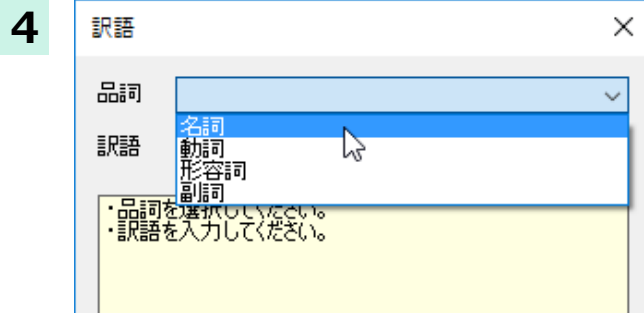 4
訳語
品詞
名詞
訳語
動詞
形容詞
副詞
・品詞を選択してください。
・訳語を入力してください。